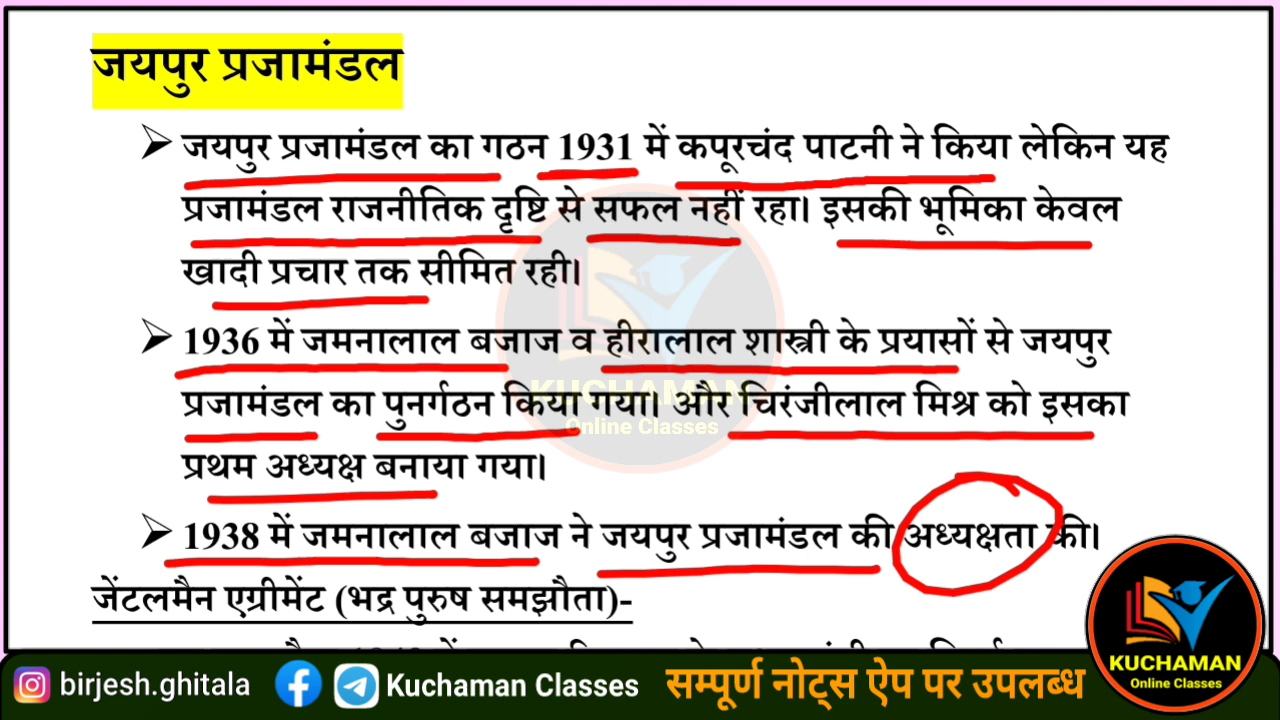 जयपुर प्रजामंडल
जयपुर प्रजामंडल का गठन 1931 में कपूरचंद पाटनी ने किया लेकिन यह
प्रजामंडल राजनीतिक दृष्टि से सफल नहीं रहा। इसकी भूमिका केवल
खादी प्रचार तक सीमित रही।
1936 में जमनालाल बजाज व हीरालाल शास्त्री के प्रयासों से जयपुर
प्रजामंडल का पुनर्गठन किया गया। और चिरंजीलाल मिश्र को इसका
प्रथम अध्यक्ष बनाया गया।
1938 में जमनालाल बजाज ने जयपुर प्रजामंडल की अध्यक्षता की।
जेंटलमैन एग्रीमेंट (भद्र पुरुष समझौता)-
KUCHAMAN
Online Classes
birjesh.ghitala
Kuchaman Classes
सम्पूर्ण नोट्स ऐप पर उपलब्ध
KUCHAMAN
Online Classes